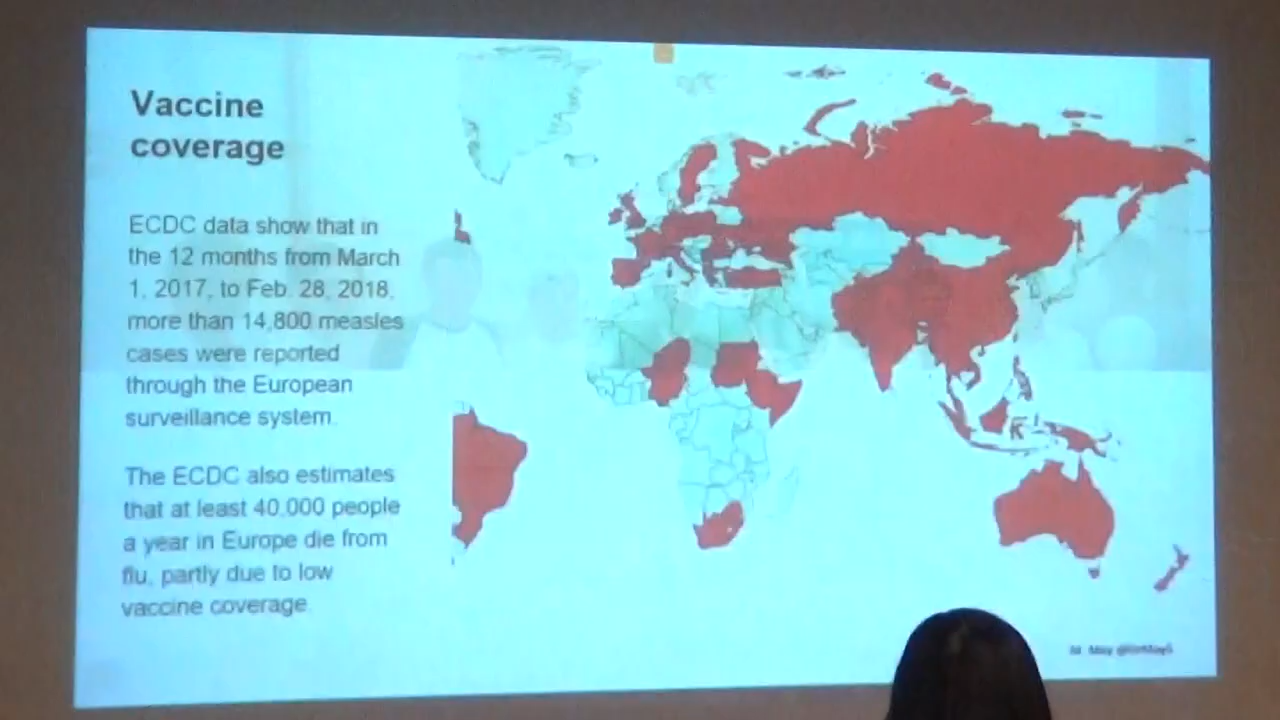 Vaccine
coverage
ECDC data show that in
the 12 months from March
1, 2017, to Feb. 28, 2018,
more than 14,800 measles
cases were reported
through the European
surveillance system.
The ECDC also estimates
that at least 40,000 people
a year in Europe die from
flu, partly due to low
vaccine coverage.